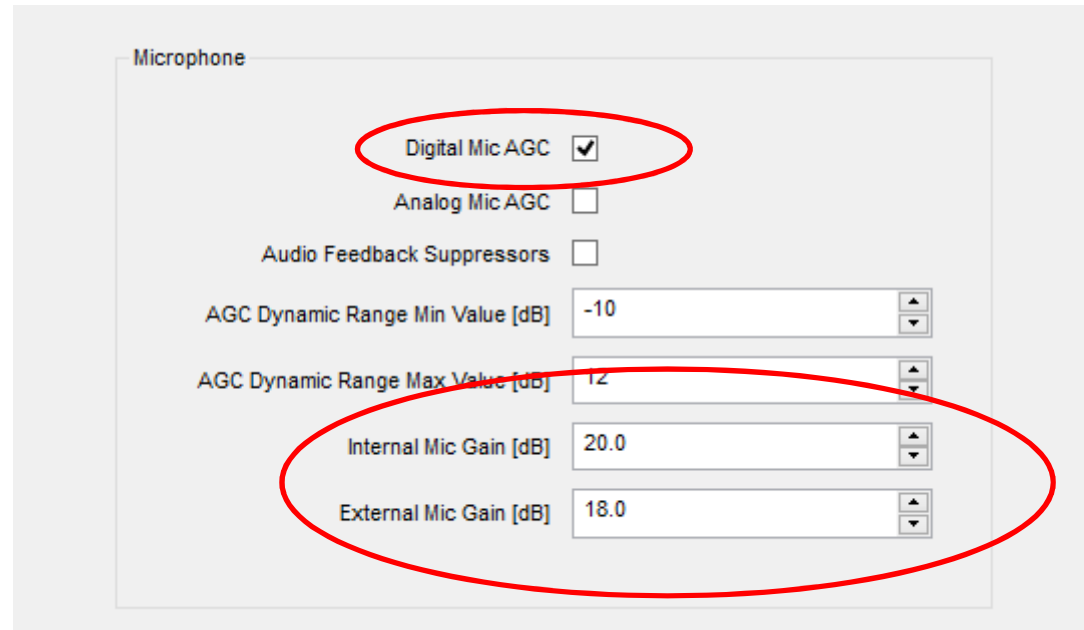 Microphone
Digital Mic AGC
Analog Mic AGC
Audio Feedback Suppressors
AGC Dynamic Range Min Value [dB] -10
AGC Dynamic Range Max Value [dB] 12
Internal Mic Gain [dB] 20.0
External Mic Gain [dB] 18.0